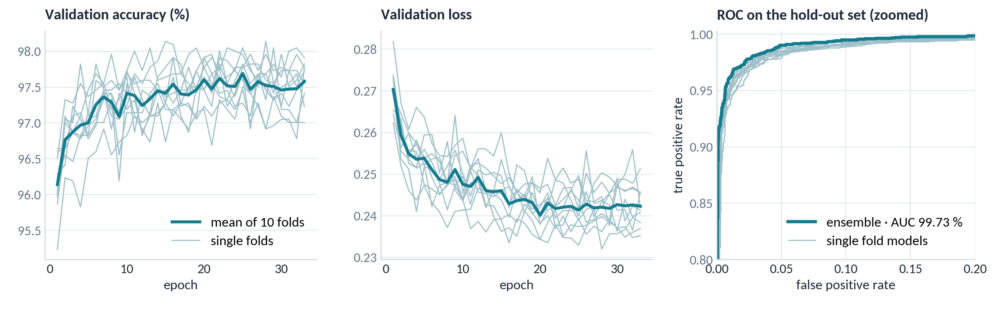 Validation accuracy (%)
98.0
97.5
97.0
96.5
96.0
95.5
mean of 10 folds
single folds
0 10 20 30
epoch
Validation loss
0.28
0.27
0.26
0.25
0.24
0.23
0 10 20 30
epoch
ROC on the hold-out set (zoomed)
true positive rate
1.00
0.95
0.90
0.85
0.80
ensemble · AUC 99.73 %
single fold models
0.00 0.05 0.10 0.15 0.20
false positive rate